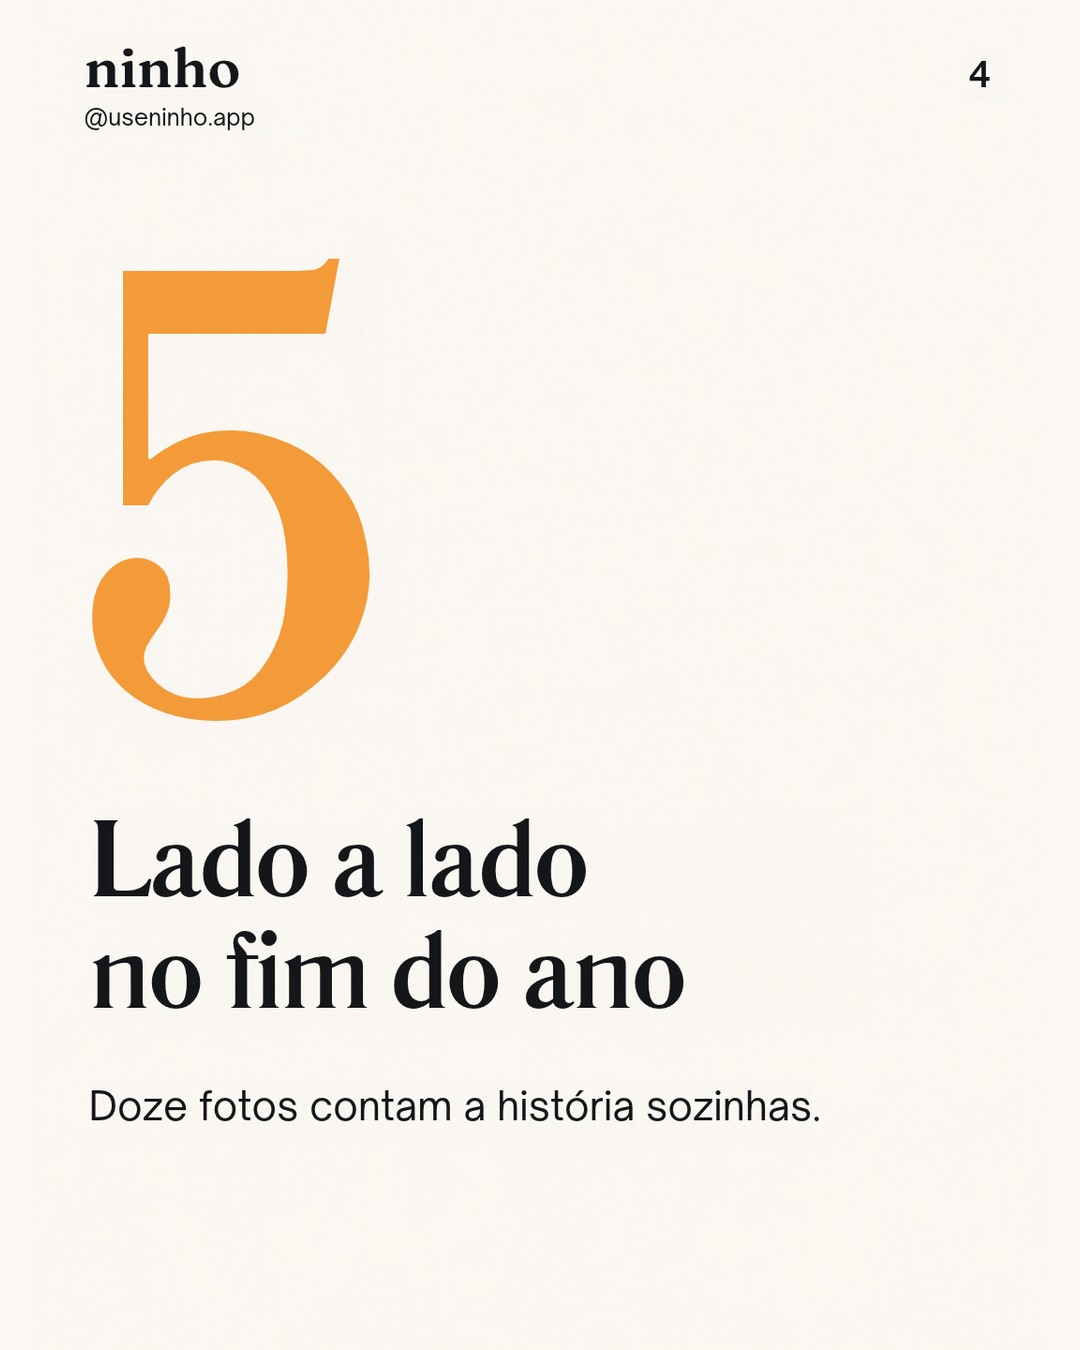 ninho
4
@useninho.app
5
Lado a lado
no fim do ano
Doze fotos contam a história sozinhas.